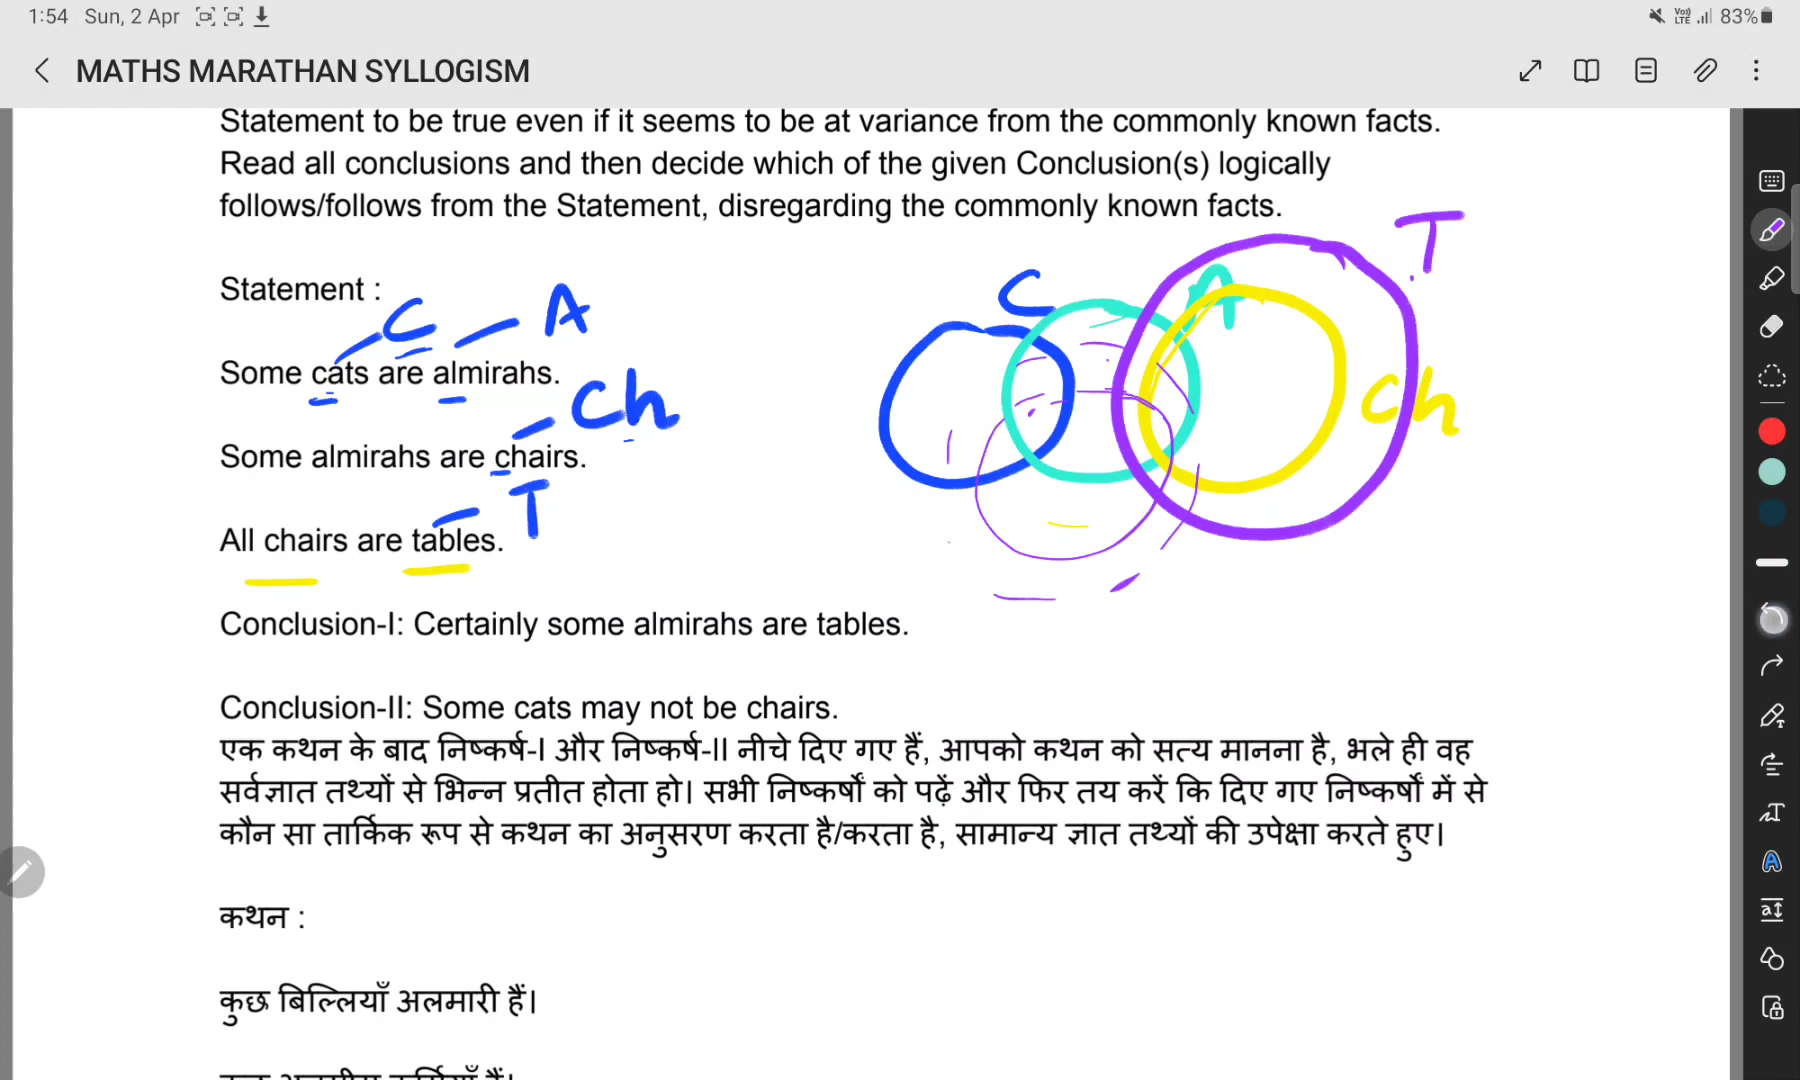 1:54 Sun, 2 Apr
Vo)) LTE 83%
MATHS MARATHAN SYLLOGISM
Statement to be true even if it seems to be at variance from the commonly known facts.
Read all conclusions and then decide which of the given Conclusion(s) logically
follows/follows from the Statement, disregarding the commonly known facts.
T
Statement :
C A
C A
Some cats are almirahs.
Ch
Ch
Some almirahs are chairs.
T
All chairs are tables.
Conclusion-I: Certainly some almirahs are tables.
Conclusion-II: Some cats may not be chairs.
एक कथन के बाद निष्कर्ष-I और निष्कर्ष-II नीचे दिए गए हैं, आपको कथन को सत्य मानना है, भले ही वह
सर्वज्ञात तथ्यों से भिन्न प्रतीत होता हो। सभी निष्कर्षों को पढ़ें और फिर तय करें कि दिए गए निष्कर्षों में से
कौन सा तार्किक रूप से कथन का अनुसरण करता है/करता है, सामान्य ज्ञात तथ्यों की उपेक्षा करते हुए।
कथन :
कुछ बिल्लियाँ अलमारी हैं।